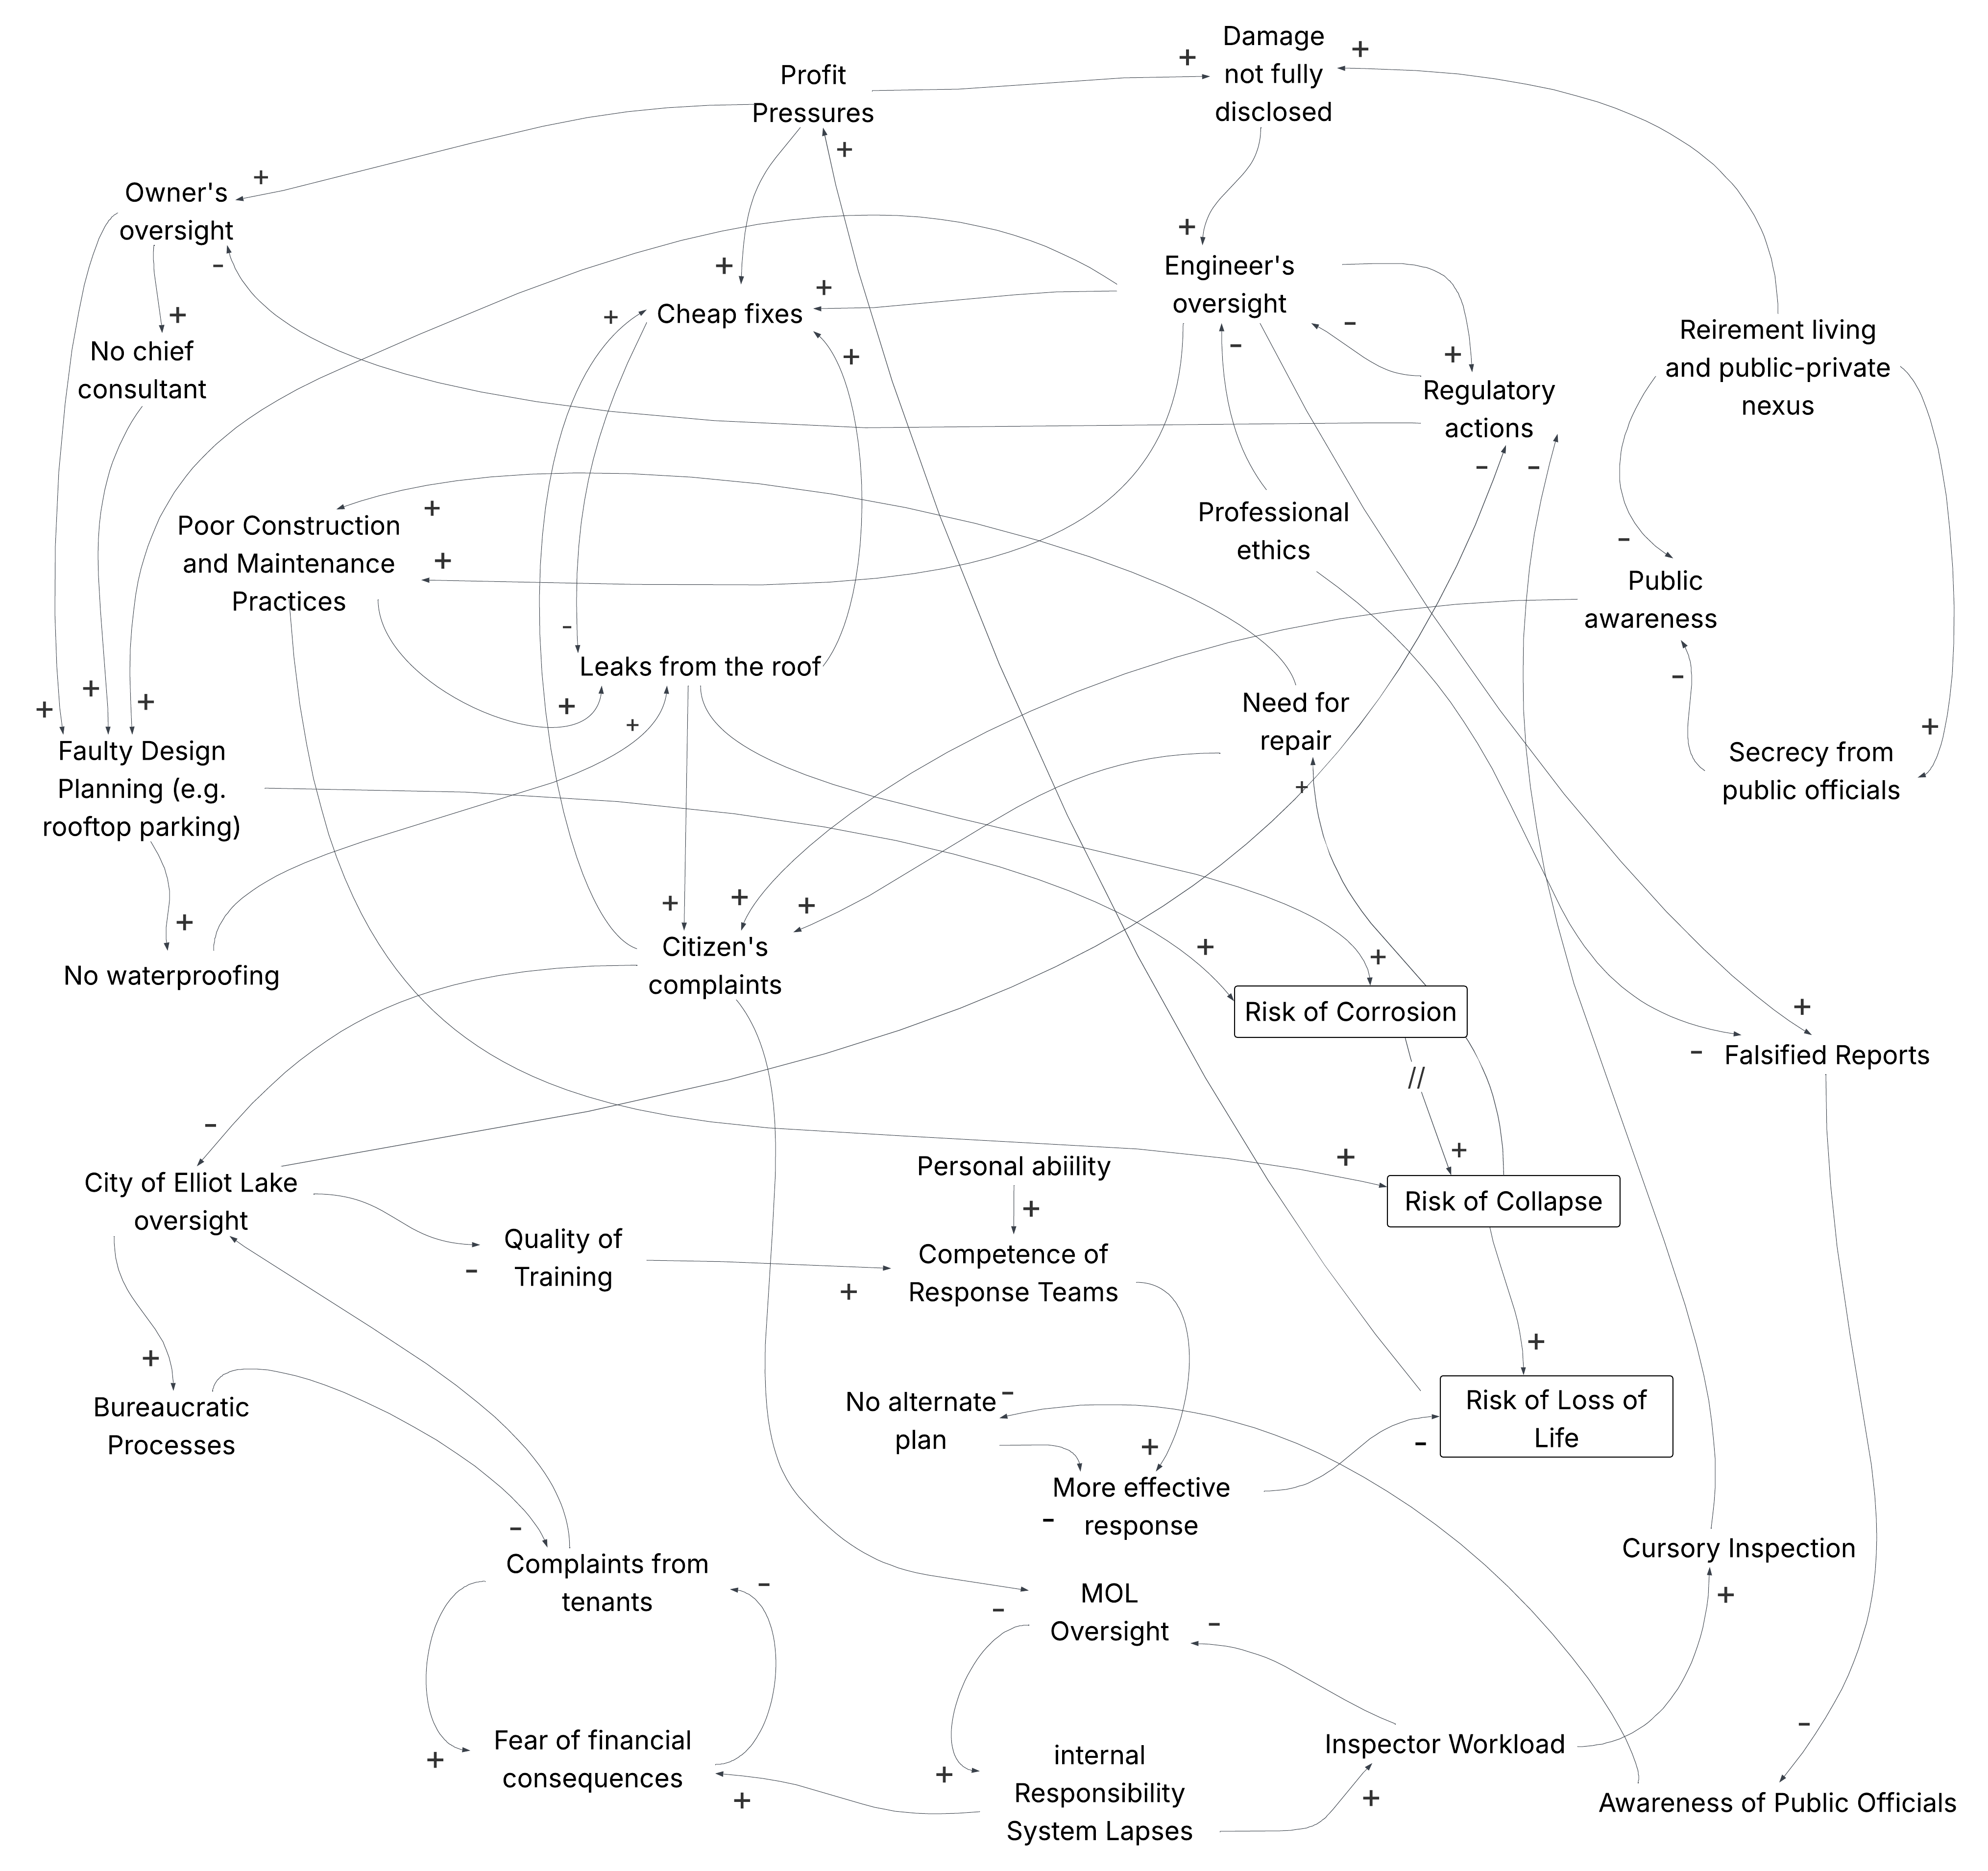 Damage
not fully
disclosed
+
+
Profit
Pressures
+
+
Owner's
oversight
-
+
Engineer's
oversight
+
+
Cheap fixes
+
+
-
-
+
No chief
consultant
+
Regulatory
actions
-
-
Reirement living
and public-private
nexus
Poor Construction
and Maintenance
Practices
+
+
Professional
ethics
-
Public
awareness
-
-
Leaks from the roof
+
+
Need for
repair
+
+
+
+
Faulty Design
Planning (e.g.
rooftop parking)
+
Secrecy from
public officials
+
No waterproofing
+
+
+
Citizen's
complaints
+
+
Risk of Corrosion
//
+
-
Falsified Reports
-
City of Elliot Lake
oversight
Personal abiility
+
+
+
Risk of Collapse
Quality of
Training
-
+
Competence of
Response Teams
+
+
Bureaucratic
Processes
No alternate
plan
-
-
Risk of Loss of
Life
+
More effective
response
-
-
Complaints from
tenants
-
Cursory Inspection
+
MOL
Oversight
-
-
Fear of financial
consequences
+
+
internal
Responsibility
System Lapses
+
Inspector Workload
+
-
Awareness of Public Officials